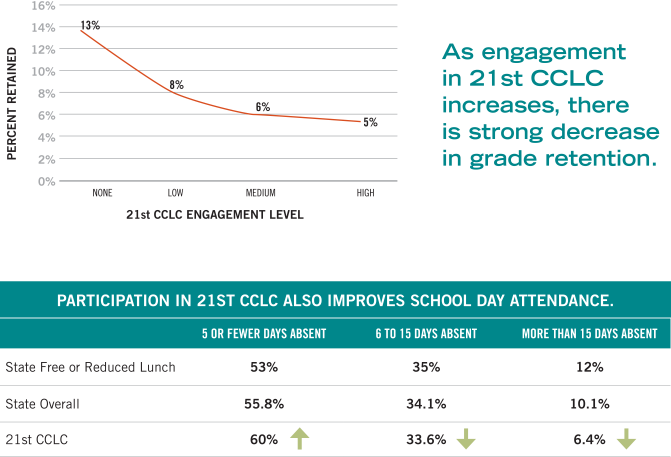 16%
14%
12%
10%
8%
6%
4%
2%
0%
PERCENT RETAINED
13%
8%
6%
5%
NONE LOW MEDIUM HIGH
21st CCLC ENGAGEMENT LEVEL
As engagement
in 21st CCLC
increases, there
is strong decrease
in grade retention.
PARTICIPATION IN 21ST CCLC ALSO IMPROVES SCHOOL DAY ATTENDANCE.
5 OR FEWER DAYS ABSENT 6 TO 15 DAYS ABSENT MORE THAN 15 DAYS ABSENT
State Free or Reduced Lunch 53% 35% 12%
State Overall 55.8% 34.1% 10.1%
21st CCLC 60% 33.6% 6.4%